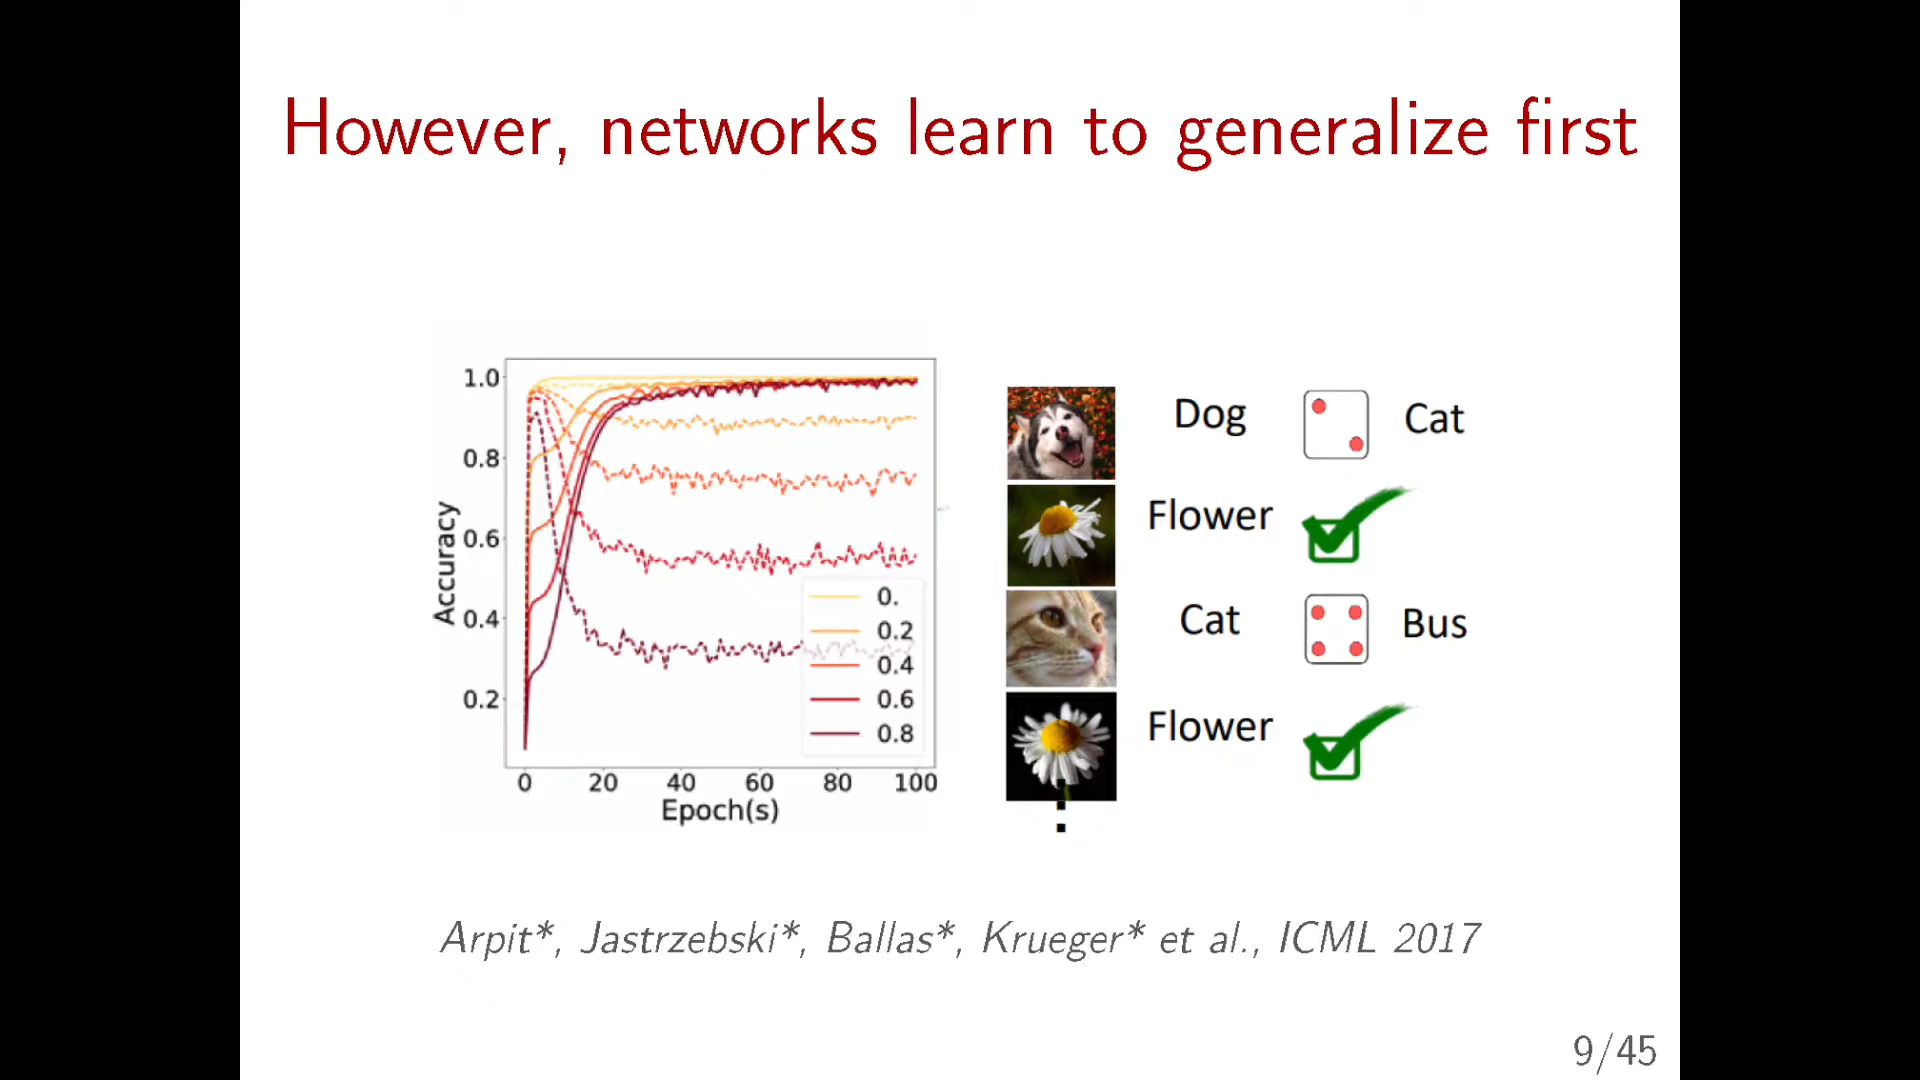 However, networks learn to generalize first
1.0
0.8
0.6
0.4
0.2
Accuracy
0 20 40 60 80 100
Epoch(s)
0.
0.2
0.4
0.6
0.8
Dog Cat
Flower
Cat Bus
Flower
Arpit*, Jastrzebski*, Ballas*, Krueger* et al., ICML 2017
9/45